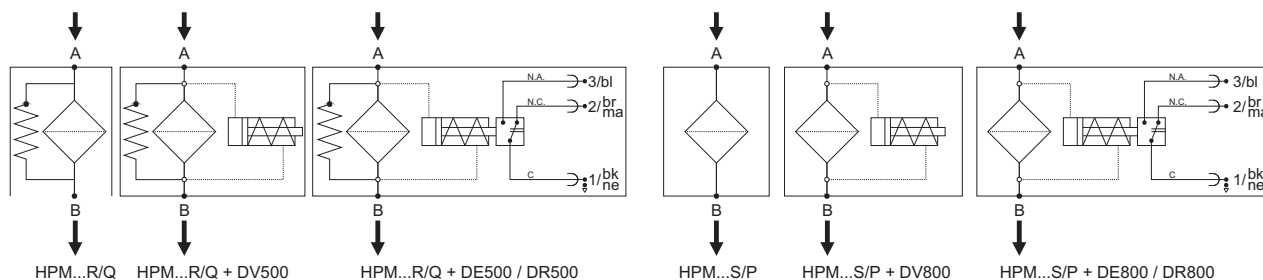 A A A A A A
N.A. 3/bl N.A. 3/bl
N.C. 2/ br ma N.C. 2/ br ma
C 1/ bk ne C 1/ bk ne
B B B B B B
HPM...R/Q HPM...R/Q + DV500 HPM...R/Q + DE500 / DR500 HPM...S/P HPM...S/P + DV800 HPM...S/P + DE800 / DR800